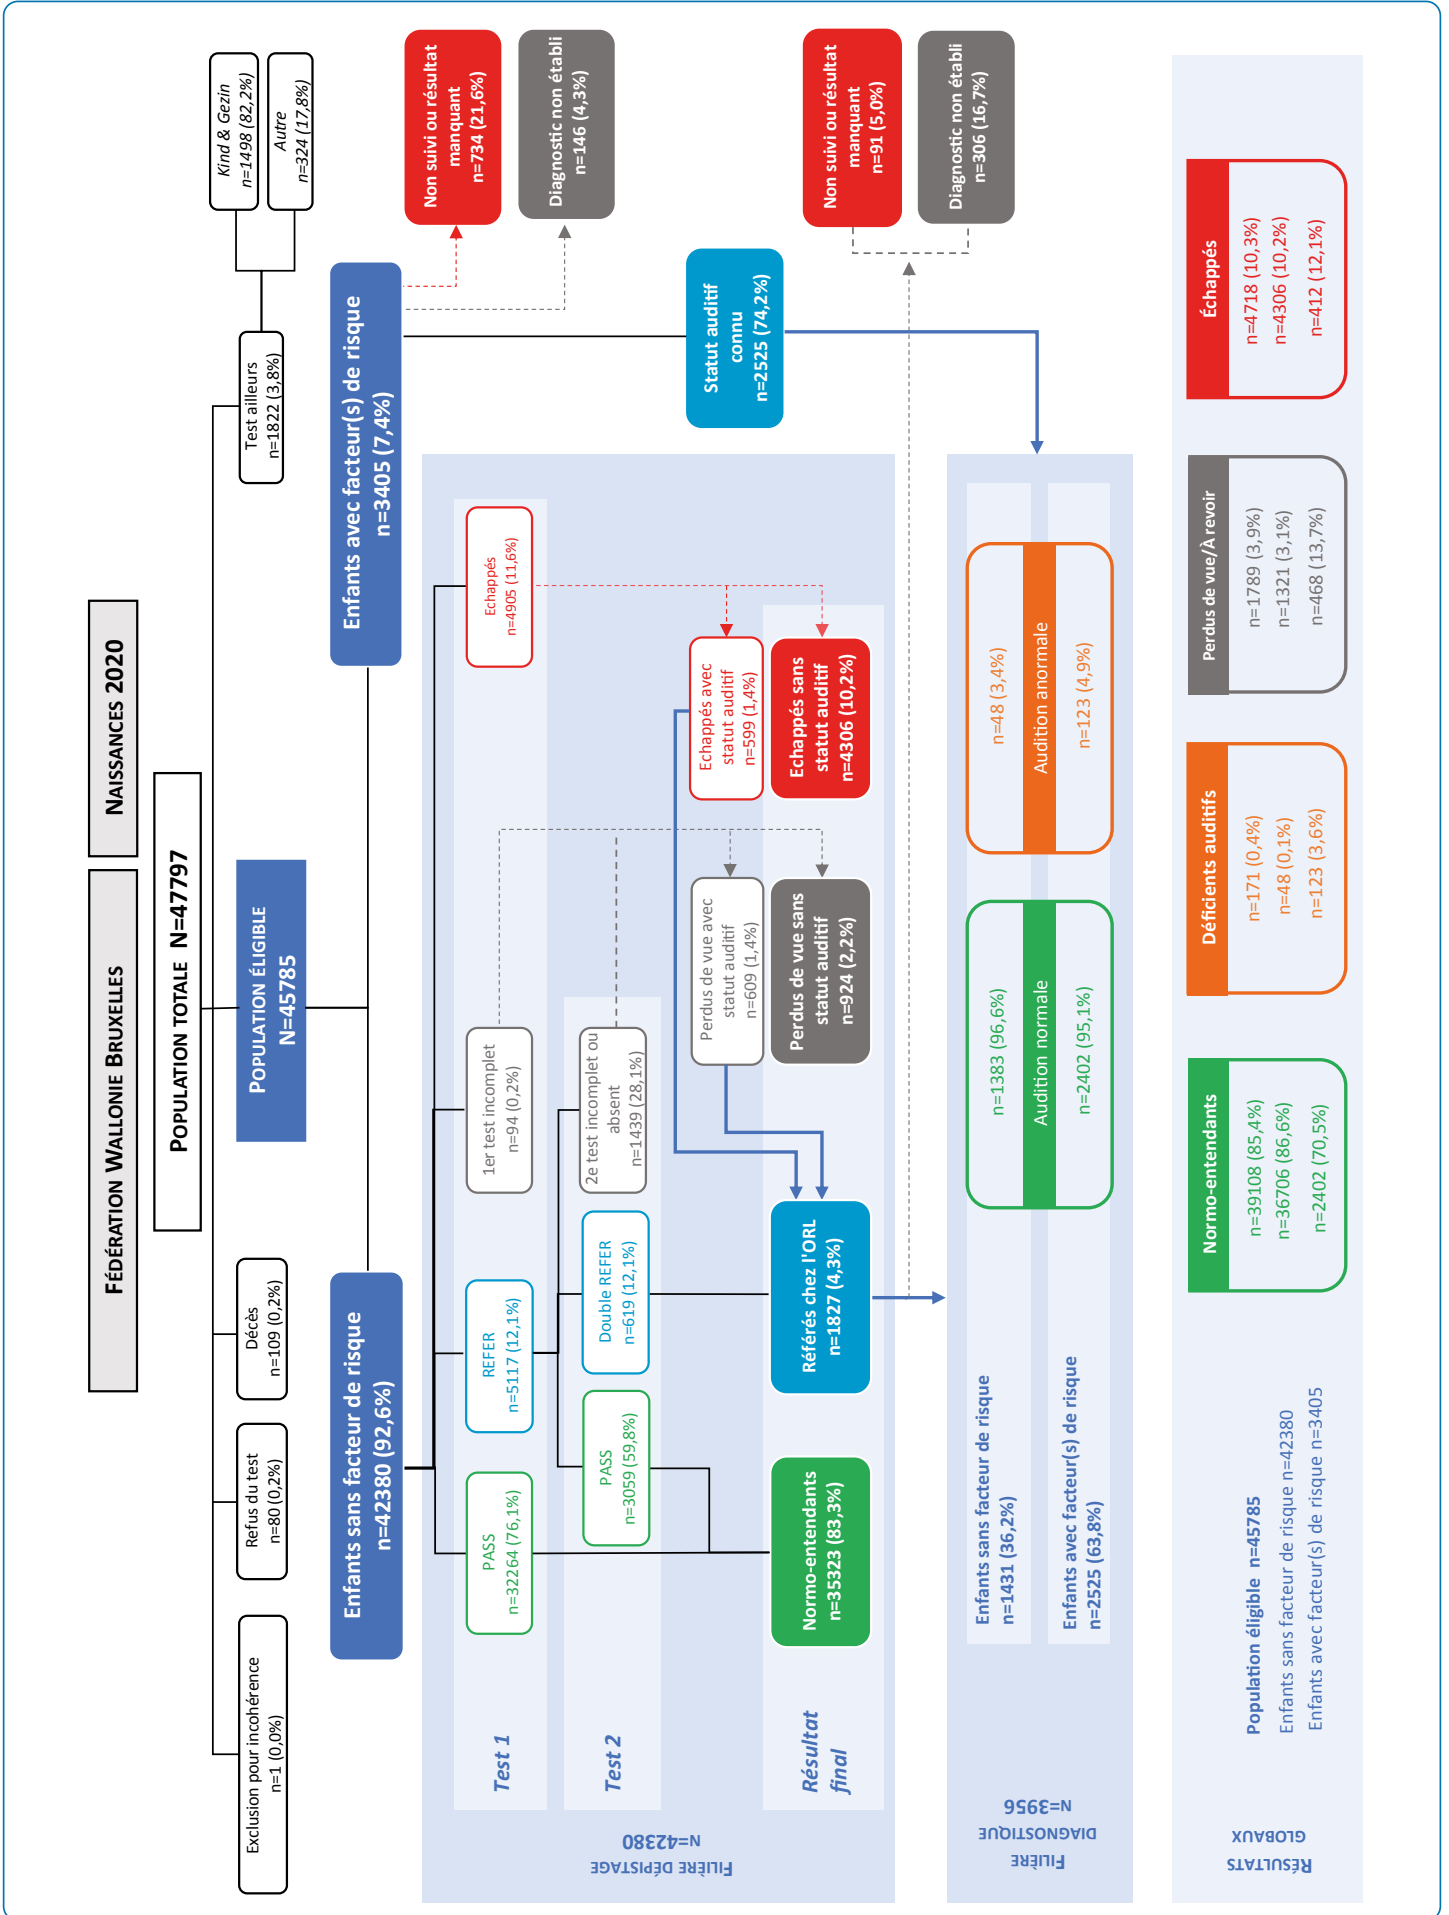 FÉDÉRATION WALLONIE BRUXELLES
NAISSANCES 2020
POPULATION TOTALE N=47797
Exclusion pour incohérence
n=1 (0,0%)
Refus du test
n=80 (0,2%)
Décès
n=109 (0,2%)
POPULATION ÉLIGIBLE
N=45785
Test ailleurs
n=1822 (3,8%)
Kind & Gezin
n=1498 (82,2%)
Autre
n=324 (17,8%)
Enfants sans facteur de risque
n=42380 (92,6%)
Enfants avec facteur(s) de risque
n=3405 (7,4%)
Non suivi ou résultat
manquant
n=734 (21,6%)
Diagnostic non établi
n=146 (4,3%)
FILIÈRE DÉPISTAGE
N=42380
Test 1
PASS
n=32264 (76,1%)
REFER
n=5117 (12,1%)
1er test incomplet
n=94 (0,2%)
Echappés
n=4905 (11,6%)
Test 2
PASS
n=3059 (59,8%)
Double REFER
n=619 (12,1%)
2e test incomplet ou
absent
n=1439 (28,1%)
Perdus de vue avec
statut auditif
n=609 (1,4%)
Echappés avec
statut auditif
n=599 (1,4%)
Statut auditif
connu
n=2525 (74,2%)
Résultat
final
Normo-entendants
n=35323 (83,3%)
Référés chez l'ORL
n=1827 (4,3%)
Perdus de vue sans
statut auditif
n=924 (2,2%)
Echappés sans
statut auditif
n=4306 (10,2%)
Non suivi ou résultat
manquant
n=91 (5,0%)
Diagnostic non établi
n=306 (16,7%)
FILIÈRE
DIAGNOSTIQUE
N=3956
Enfants sans facteur de risque
n=1431 (36,2%)
Enfants avec facteur(s) de risque
n=2525 (63,8%)
n=1383 (96,6%)
Audition normale
n=2402 (95,1%)
n=48 (3,4%)
Audition anormale
n=123 (4,9%)
RÉSULTATS
GLOBAUX
Population éligible n=45785
Enfants sans facteur de risque n=42380
Enfants avec facteur(s) de risque n=3405
Normo-entendants
n=39108 (85,4%)
n=36706 (86,6%)
n=2402 (70,5%)
Déficients auditifs
n=171 (0,4%)
n=48 (0,1%)
n=123 (3,6%)
Perdus de vue/À revoir
n=1789 (3,9%)
n=1321 (3,1%)
n=468 (13,7%)
Échappés
n=4718 (10,3%)
n=4306 (10,2%)
n=412 (12,1%)